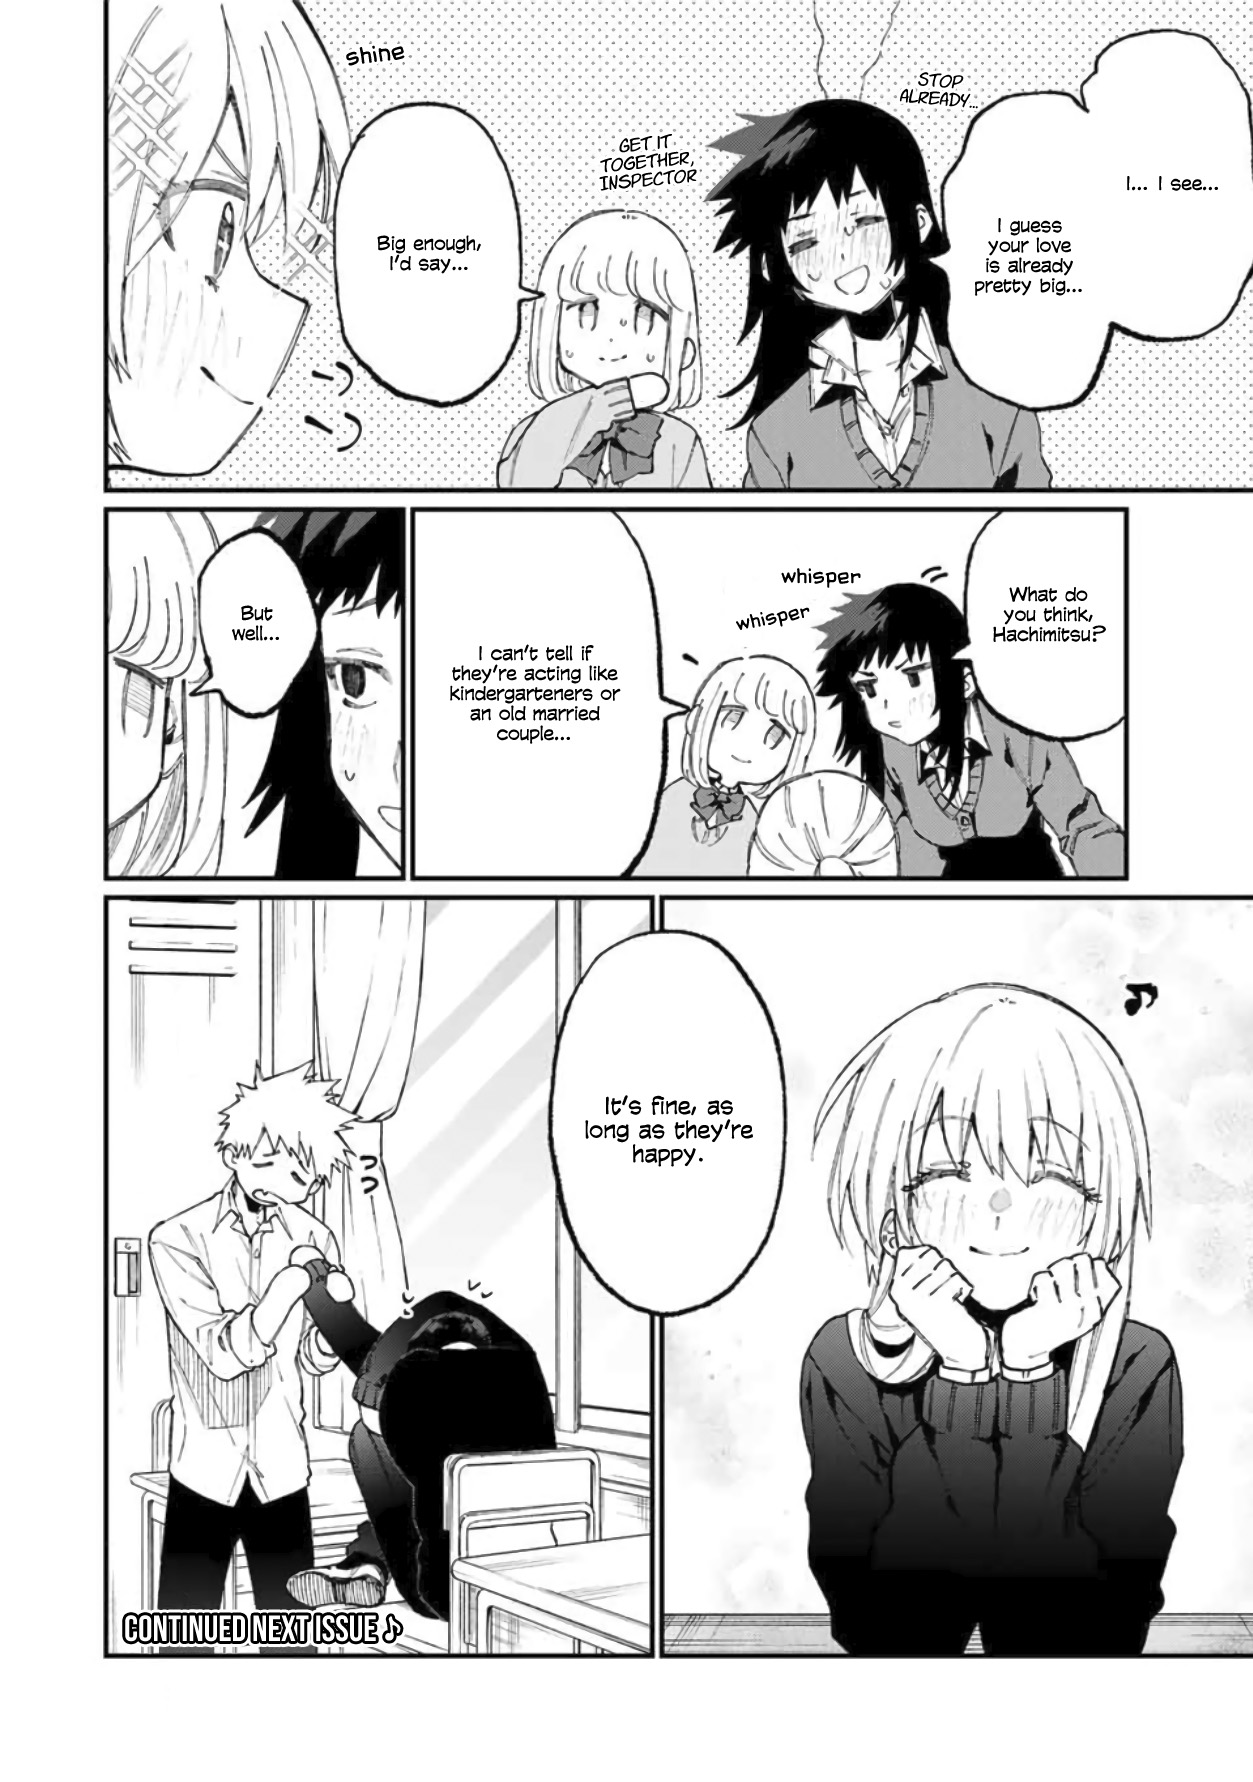 I... I see...
I guess
your love
is already
pretty big...
STOP
ALREADY...
GET IT
TOGETHER,
INSPECTOR
Big enough,
I'd say...
shine
What do
you think,
Hachimitsu?
whisper
whisper
I can't tell if
they're acting like
kindergarteners or
an old married
couple...
But
well...
It's fine, as
long as they're
happy.
CONTINUED NEXT ISSUE ♪